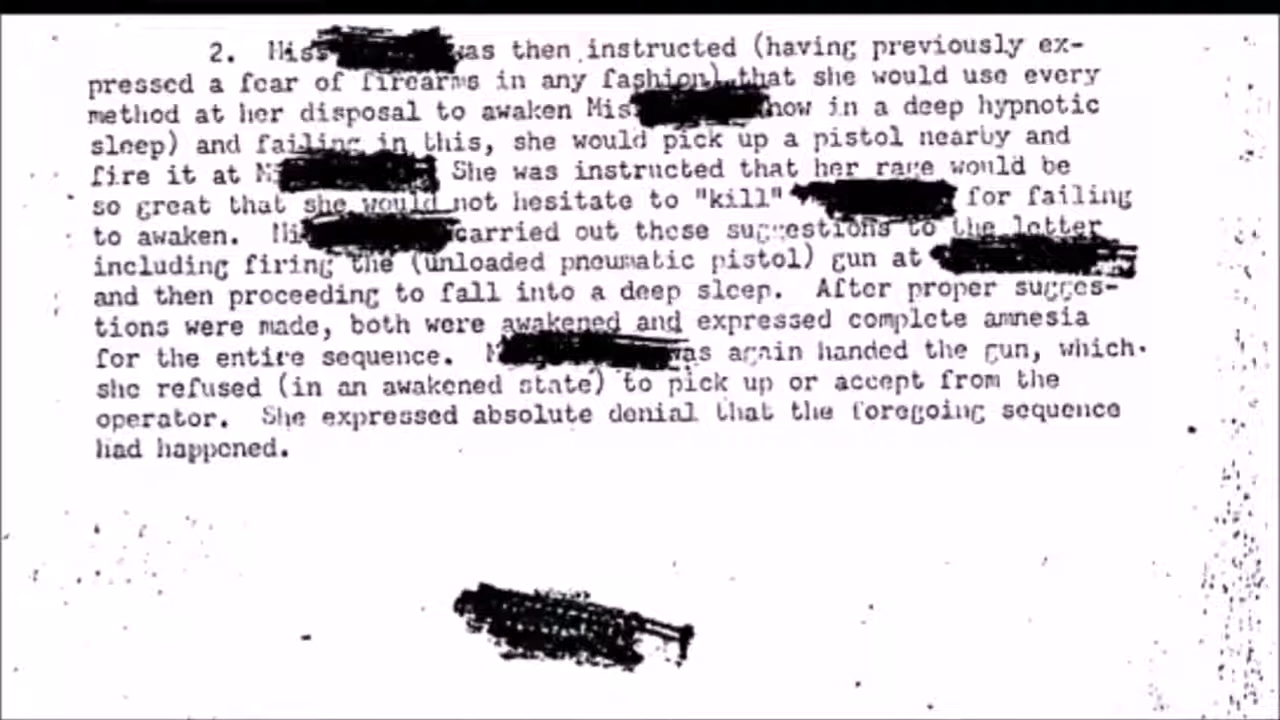 2. Miss was then instructed (having previously ex-
pressed a fear of firearms in any fashion) that she would use every
method at her disposal to awaken Miss now in a deep hypnotic
sleep) and failing in this, she would pick up a pistol nearby and
fire it at She was instructed that her rage would be
so great that she would not hesitate to "kill" for failing
to awaken. carried out these suggestions to the letter
including firing the (unloaded pneumatic pistol) gun at
and then proceeding to fall into a deep sleep. After proper sugges-
tions were made, both were awakened and expressed complete amnesia
for the entire sequence. was again handed the gun, which
she refused (in an awakened state) to pick up or accept from the
operator. She expressed absolute denial that the foregoing sequence
had happened.